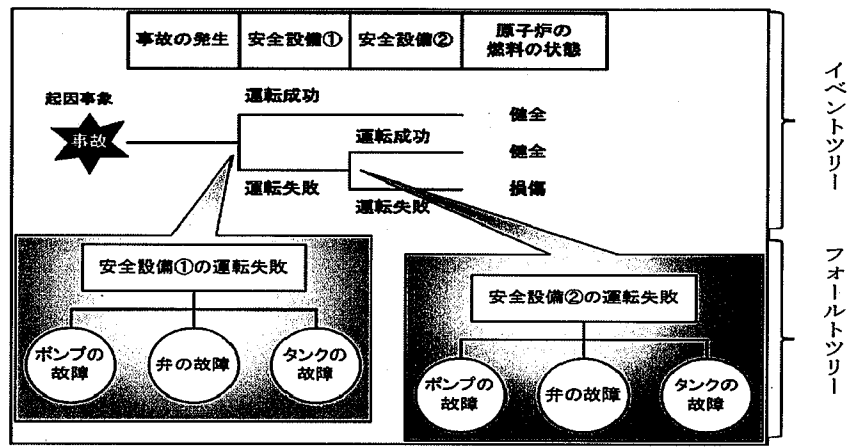 事故の発生
安全設備①
安全設備②
原子炉の
燃料の状態
起因事象
事故
運転成功
健全
運転成功
健全
運転失敗
損傷
運転失敗
イベントツリー
安全設備①の運転失敗
ポンプの
故障
弁の故障
タンクの
故障
安全設備②の運転失敗
ポンプの
故障
弁の故障
タンクの
故障
フォールトツリー